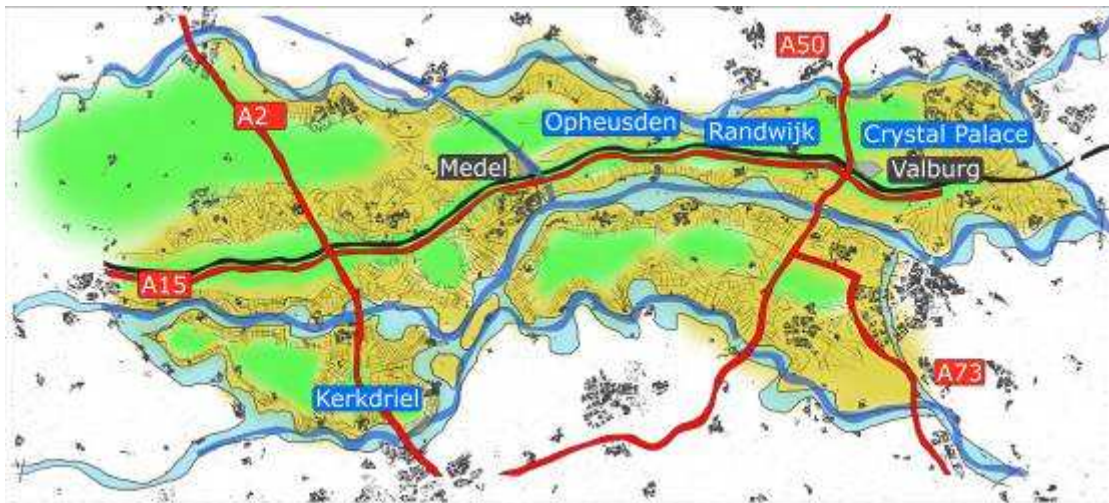 A50
A2
Opheusden
Randwijk
Crystal Palace
Medel
Valburg
A15
A73
Kerkdriel